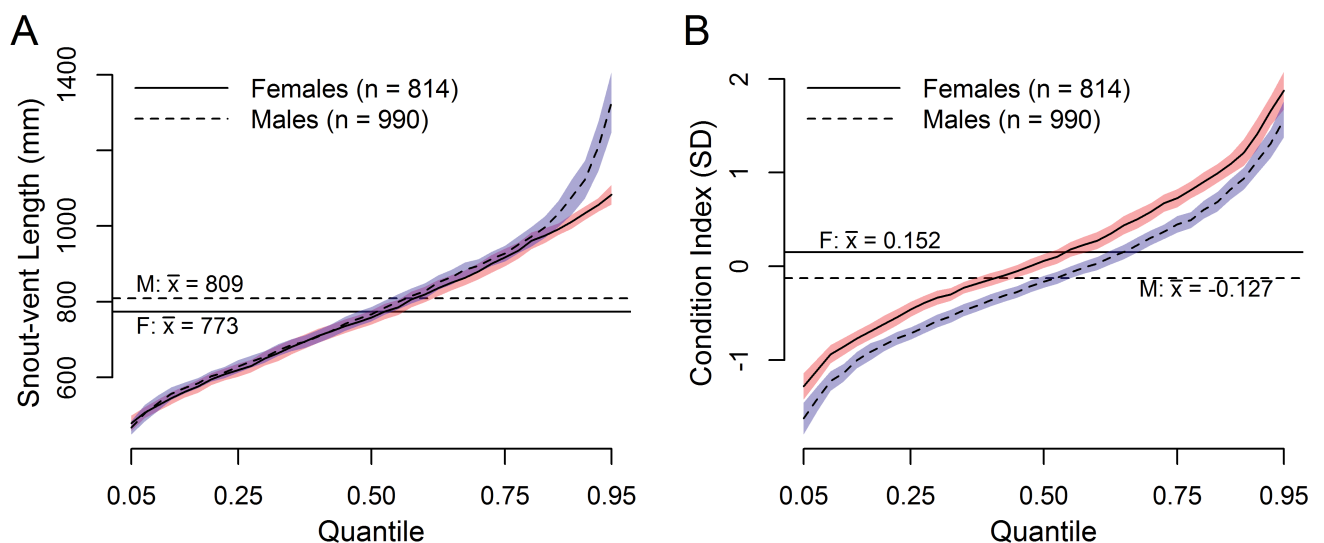 A
Snout-vent Length (mm)
1400
1000
800
600
Females (n = 814)
Males (n = 990)
M: x̅ = 809
F: x̅ = 773
0.05 0.25 0.50 0.75 0.95
Quantile
B
Condition Index (SD)
2
1
0
-1
Females (n = 814)
Males (n = 990)
F: x̅ = 0.152
M: x̅ = -0.127
0.05 0.25 0.50 0.75 0.95
Quantile